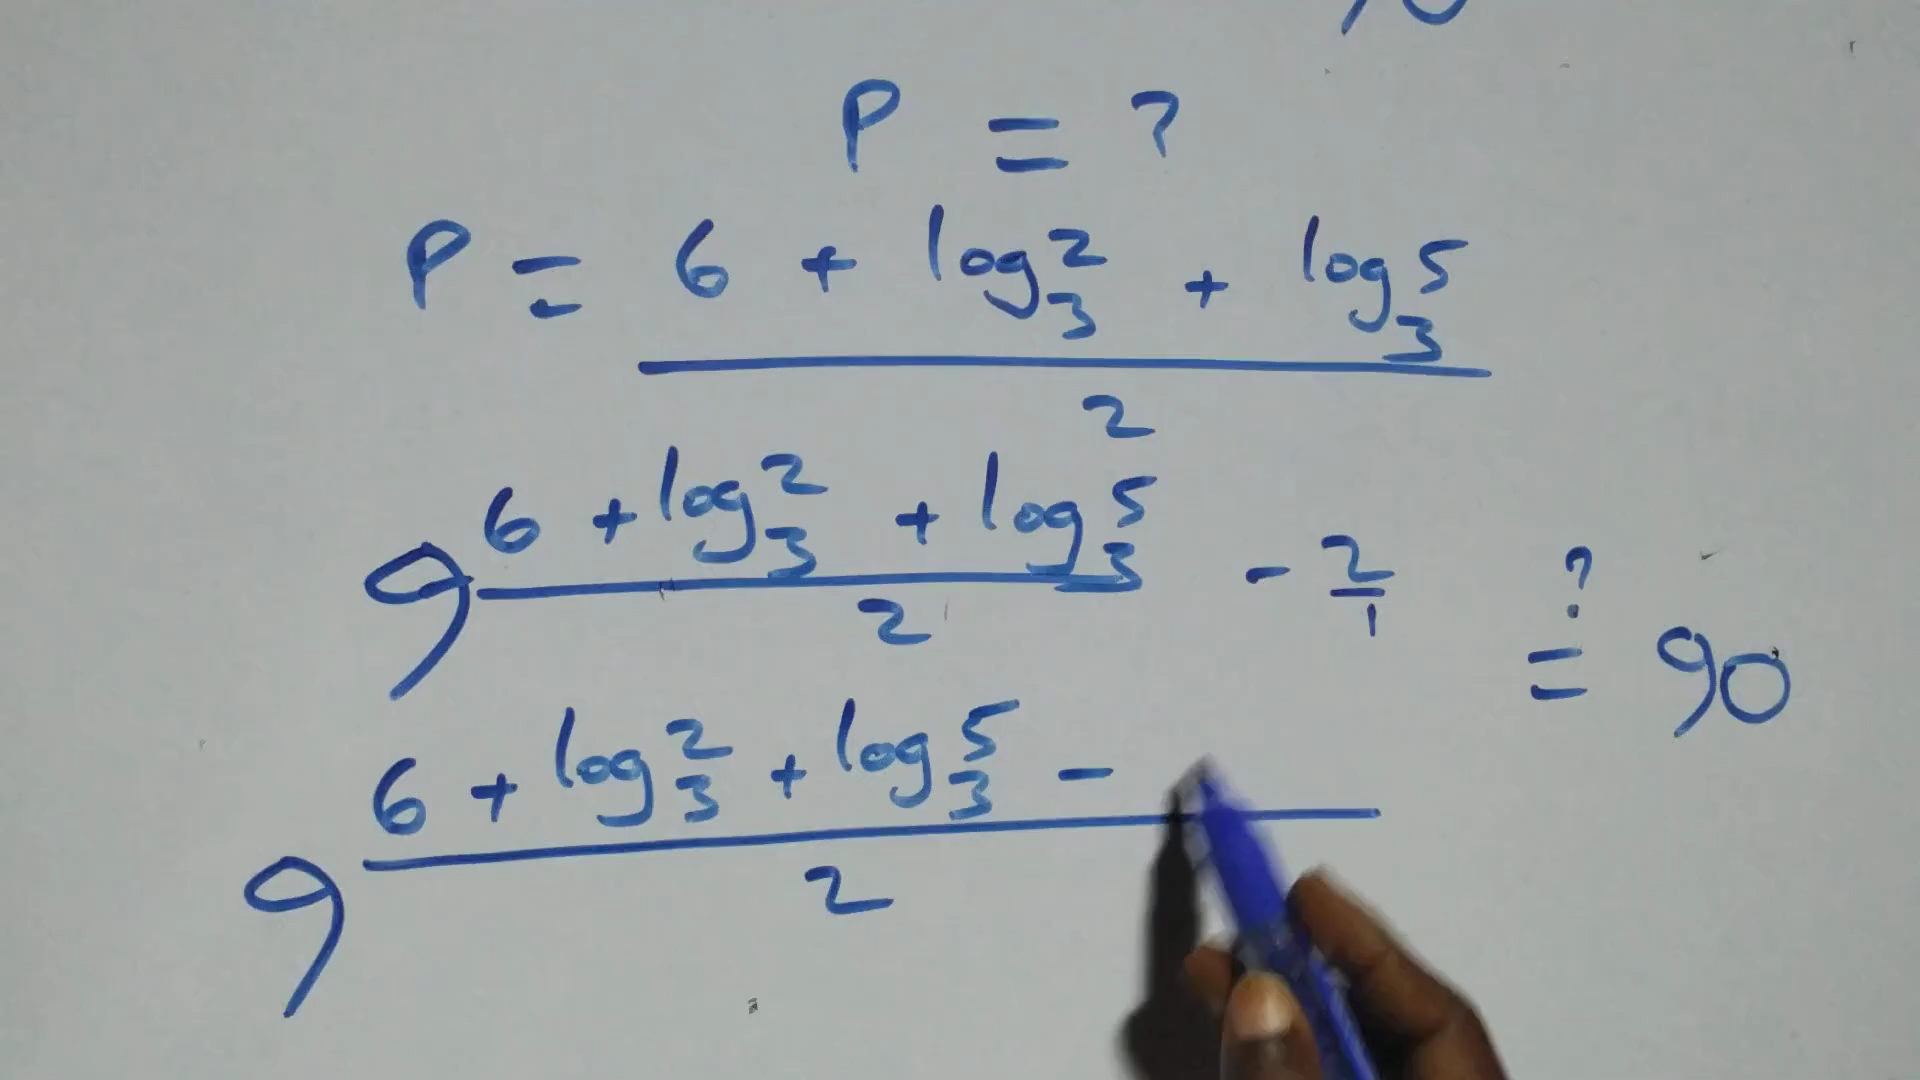 P = ?
P = (6 + log₃2 + log₃5) / 2
9^((6 + log₃2 + log₃5) / 2 - 2/1) ?= 90
9^((6 + log₃2 + log₃5 -) / 2)